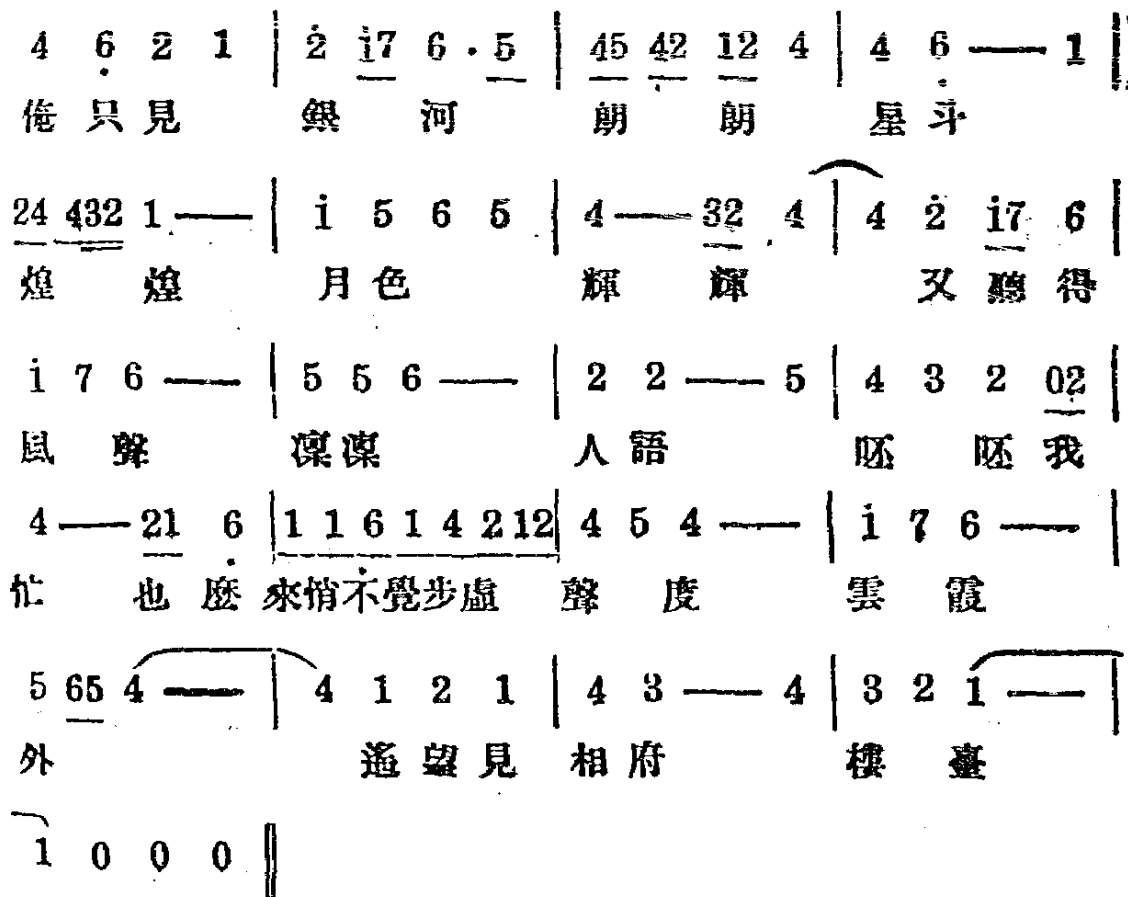 4 6̣ 2 1 | 2̇ i̇7 6 . 5 | 45 42 12 4 | 4 6̣ — 1 ‖
俺只見 銀河 朗朗 星斗
24 432 1 — | i̇ 5 6 5 | 4 — 32 4 | 4 2̇ i̇7 6 |
煌煌 月色 輝輝 又聽得
i̇ 7 6 — | 5 5 6 — | 2 2 — 5 | 4 3 2 02 |
風聲 凜凜 人語 呸呸我
4 — 21 6̣ | 1 1 6̣ 1 4 2 12 | 4 5 4 — | i̇ 7 6 — |
忙也麼 來悄不覺步虛 聲度 雲霞
5 65 4 — | 4 1 2 1 | 4 3 — 4 | 3 2 1 — |
外 遙望見 相府 樓臺
1 0 0 0 ‖